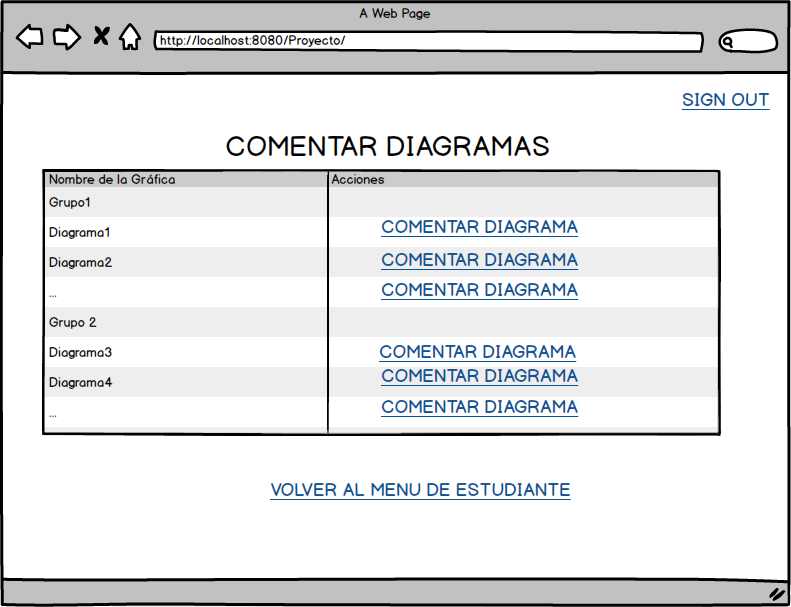 A Web Page
http://localhost:8080/Proyecto/
SIGN OUT
COMENTAR DIAGRAMAS
Nombre de la Gráfica Acciones
Grupo1
Diagrama1 COMENTAR DIAGRAMA
Diagrama2 COMENTAR DIAGRAMA
... COMENTAR DIAGRAMA
Grupo 2
Diagrama3 COMENTAR DIAGRAMA
Diagrama4 COMENTAR DIAGRAMA
... COMENTAR DIAGRAMA
VOLVER AL MENU DE ESTUDIANTE